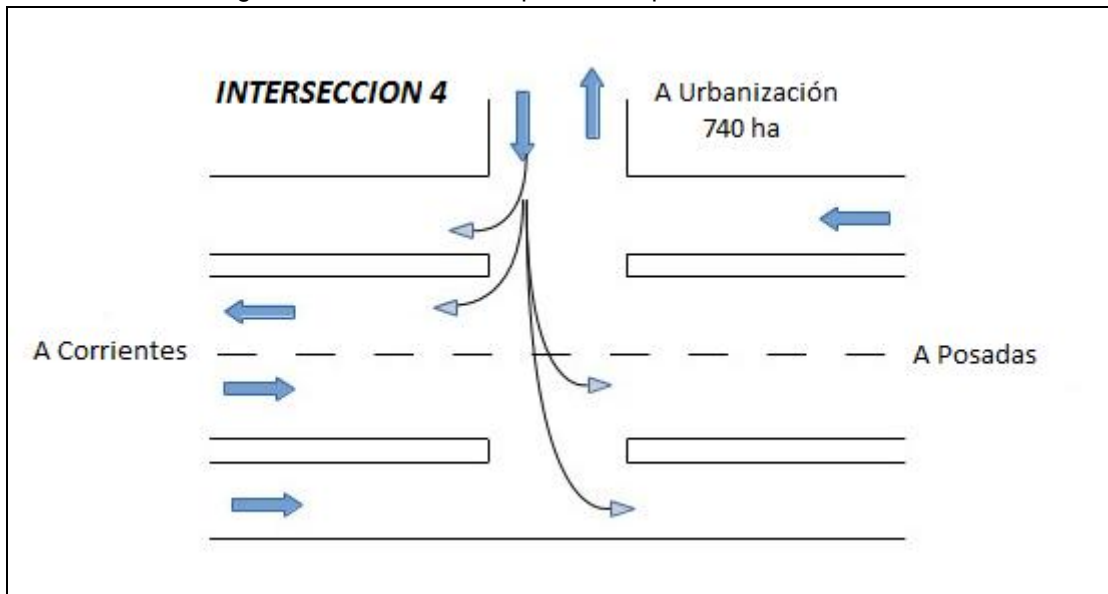 INTERSECCION 4
A Urbanización
740 ha
A Corrientes
A Posadas